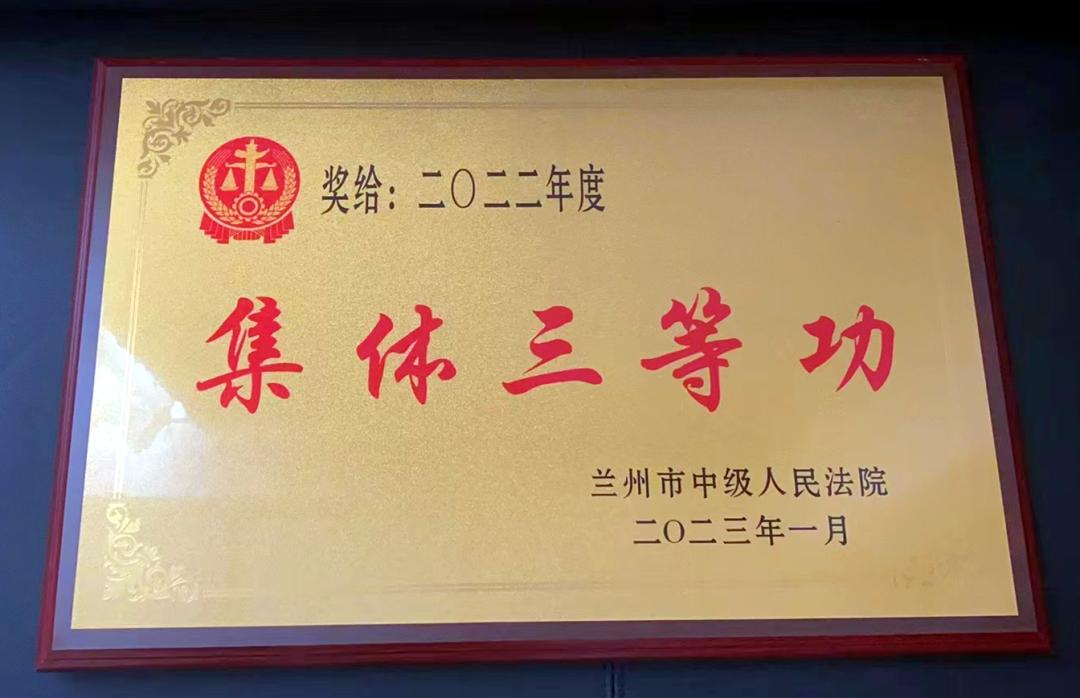 奖给：二〇二二年度
集体三等功
兰州市中级人民法院
二〇二三年一月